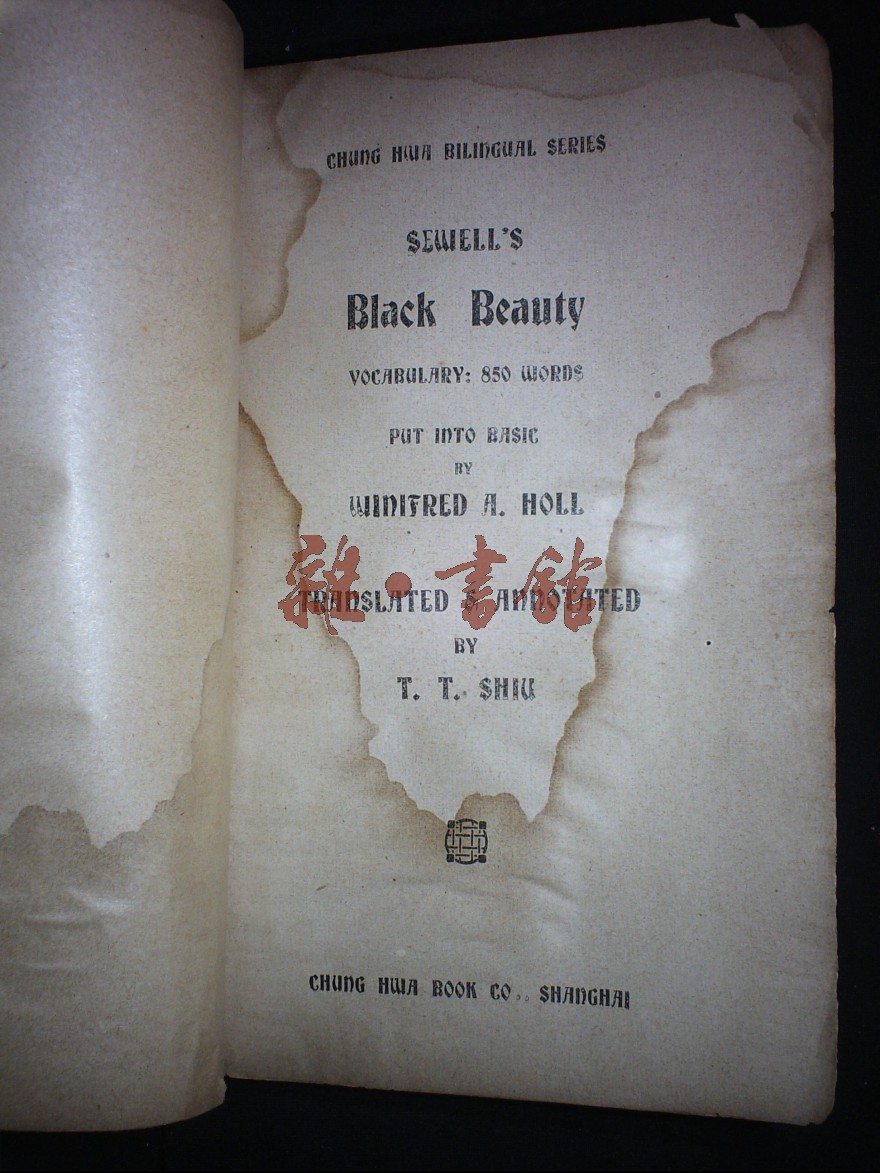 CHUNG HWA BILINGUAL SERIES
SEWELL'S
Black Beauty
VOCABULARY: 850 WORDS
PUT INTO BASIC
BY
WINIFRED A. HOLL
雜·書館
TRANSLATED & ANNOTATED
BY
T. T. SHIU
CHUNG HWA BOOK CO., SHANGHAI